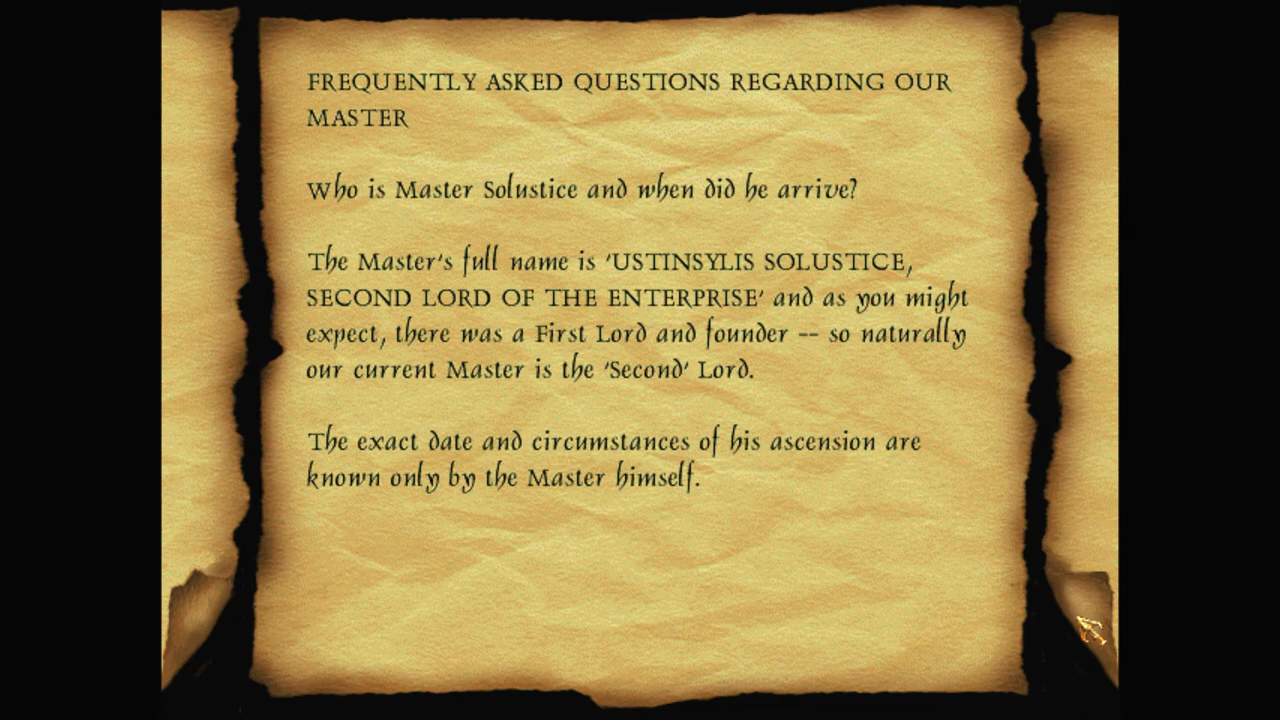 FREQUENTLY ASKED QUESTIONS REGARDING OUR
MASTER
Who is Master Solustice and when did he arrive?
The Master's full name is 'USTINSYLIS SOLUSTICE,
SECOND LORD OF THE ENTERPRISE' and as you might
expect, there was a First Lord and founder -- so naturally
our current Master is the 'Second' Lord.
The exact date and circumstances of his ascension are
known only by the Master himself.